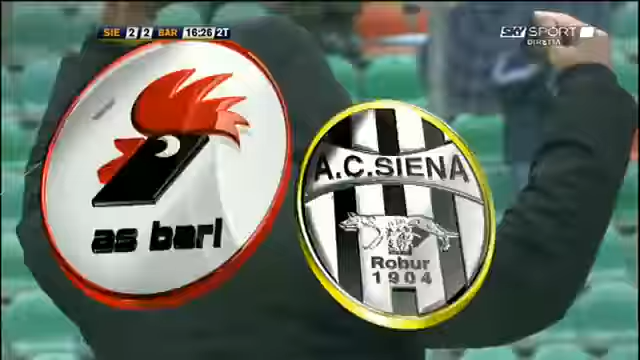 SIE 2 2 BAR 16:26 2T
SKY SPORT
DIRETTA
as bari
A.C.SIENA
Robur
1904